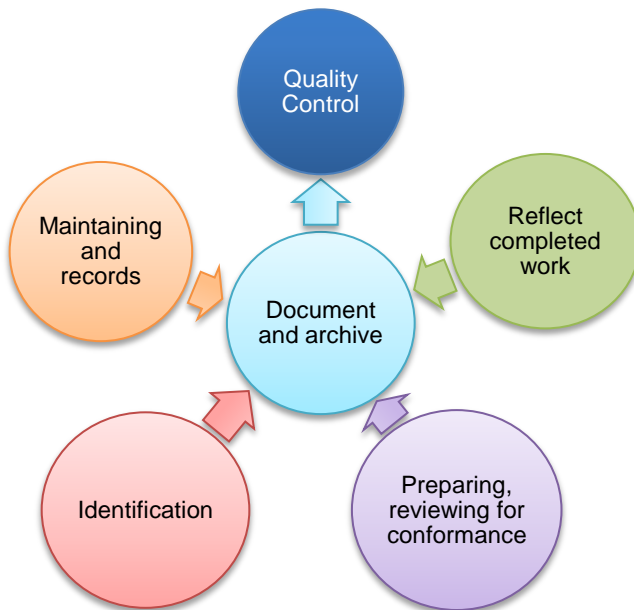 Quality
Control
Maintaining
and
records
Reflect
completed
work
Document
and archive
Identification
Preparing,
reviewing for
conformance